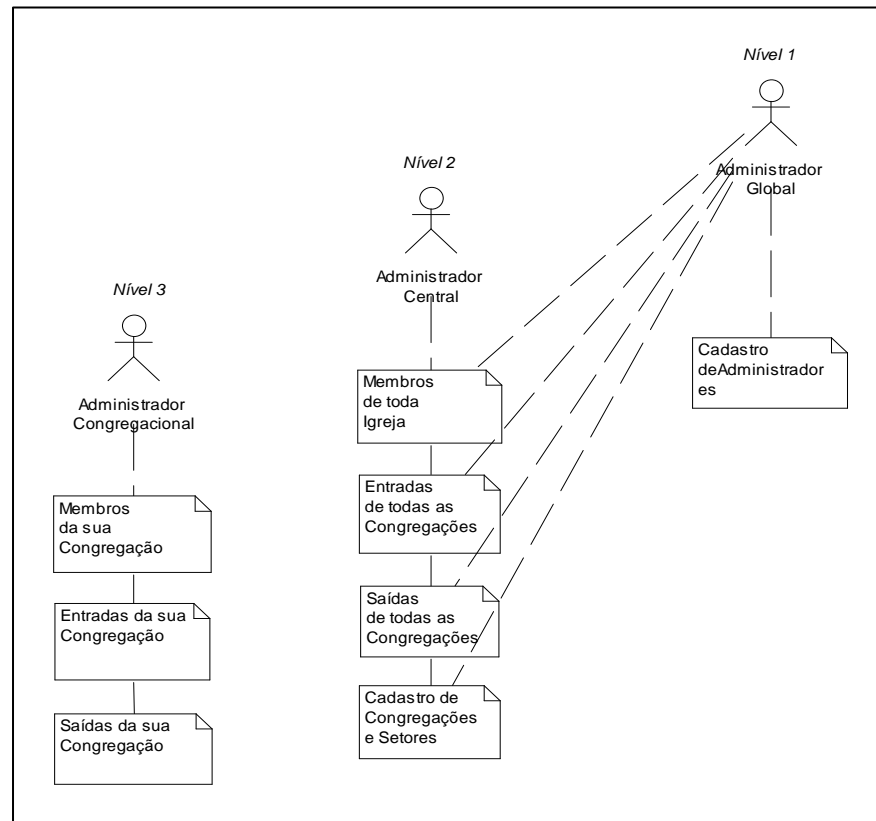 Nível 1
Administrador
Global
Cadastro
deAdministrador
es
Nível 2
Administrador
Central
Membros
de toda
Igreja
Entradas
de todas as
Congregações
Saídas
de todas as
Congregações
Cadastro de
Congregações
e Setores
Nível 3
Administrador
Congregacional
Membros
da sua
Congregação
Entradas da sua
Congregação
Saídas da sua
Congregação